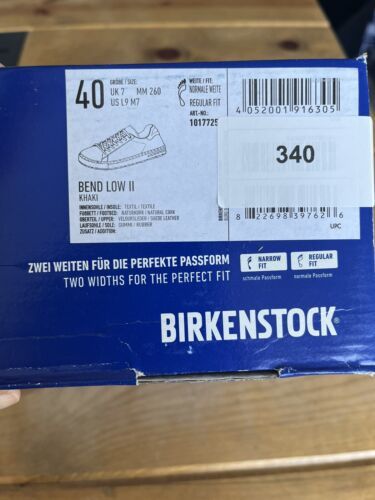 40
GRÖßE / SIZE:
UK 7 MM 260
US L9 M7
WEITE / FIT:
NORMALE WEITE
REGULAR FIT
ART.-NO.:
1017725
4 052001 916305
340
8 22698 39762 6
UPC
BEND LOW II
KHAKI
INNENSOHLE / INSOLE: TEXTIL / TEXTILE
FUßBETT / FOOTBED: NATURKORK / NATURAL CORK
OBERTEIL / UPPER: VELOURSLEDER / SUEDE LEATHER
LAUFSOHLE / SOLE: GUMMI / RUBBER
ZUSATZ / ADDITION:
ZWEI WEITEN FÜR DIE PERFEKTE PASSFORM
TWO WIDTHS FOR THE PERFECT FIT
NARROW FIT
schmale Passform
REGULAR FIT
normale Passform
BIRKENSTOCK